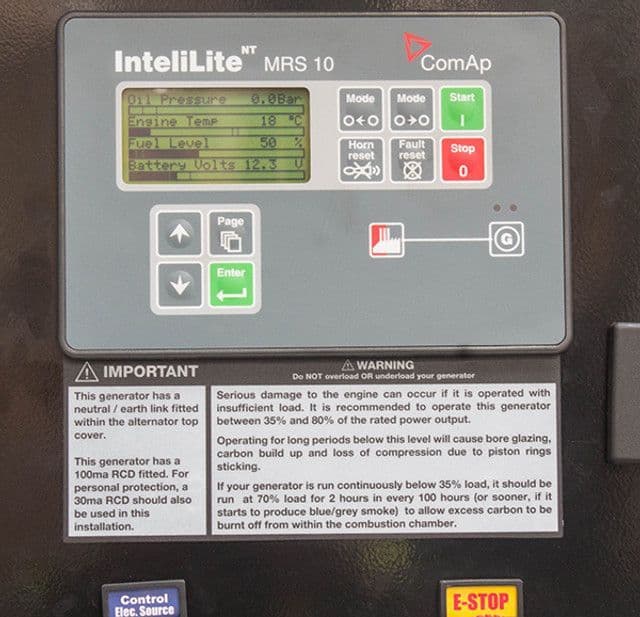 InteliLite NT MRS 10
ComAp
Oil Pressure 0.0Bar
Engine Temp 18 °C
Fuel Level 50 %
Battery Volts 12.3 V
Mode
Mode
Start
I
Horn
reset
Fault
reset
Stop
0
Page
Enter
G
IMPORTANT
This generator has a
neutral / earth link fitted
within the alternator top
cover.
This generator has a
100ma RCD fitted. For
personal protection, a
30ma RCD should also
be used in this
installation.
WARNING
Do NOT overload OR underload your generator
Serious damage to the engine can occur if it is operated with
insufficient load. It is recommended to operate this generator
between 35% and 80% of the rated power output.
Operating for long periods below this level will cause bore glazing,
carbon build up and loss of compression due to piston rings
sticking.
If your generator is run continuously below 35% load, it should be
run at 70% load for 2 hours in every 100 hours (or sooner, if it
starts to produce blue/grey smoke) to allow excess carbon to be
burnt off from within the combustion chamber.
Control
Elec. Source
E-STOP